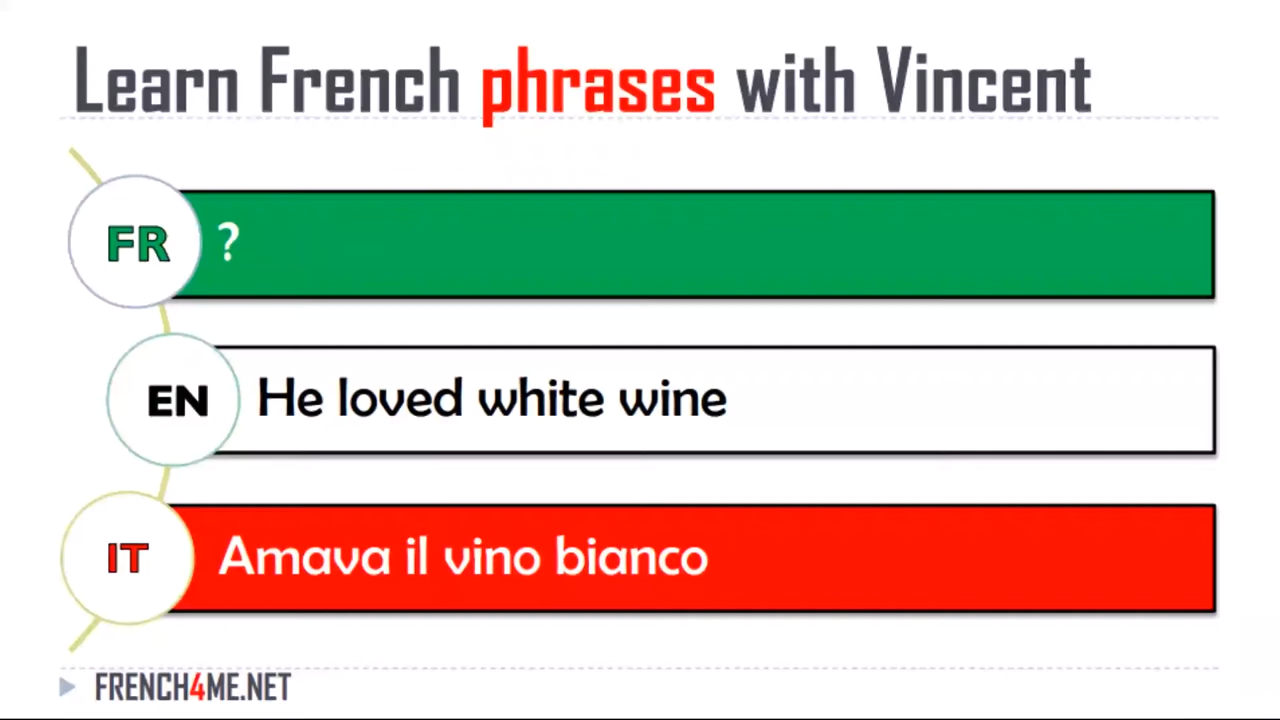 Learn French phrases with Vincent
FR ?
EN He loved white wine
IT Amava il vino bianco
FRENCH4ME.NET